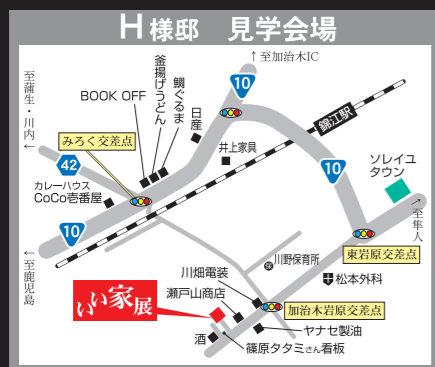 H様邸 見学会場
↑至加治木IC
至蒲生・川内←
釜揚げうどん
鯛ぐるま
BOOK OFF
日産
10
錦江駅
みろく交差点
井上家具
42
10
ソレイユ
タウン
カレーハウス
CoCo壱番屋
10
→至隼人
東岩原交差点
←至鹿児島
保
川野保育所
松本外科
川畑電装
瀬戸山商店
加治木岩原交差点
いい家展
ヤナセ製油
酒
篠原タタミさん看板